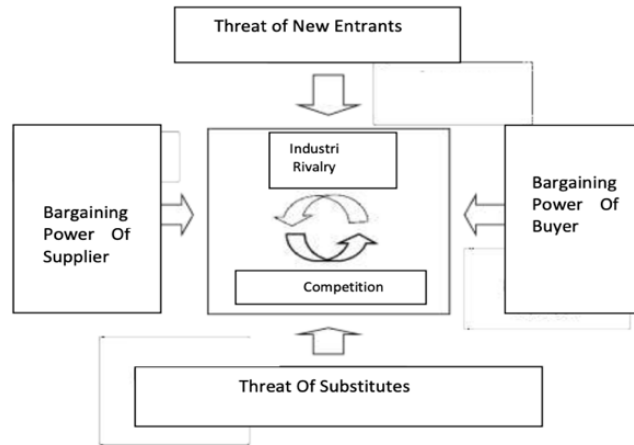 Threat of New Entrants
Industri
Rivalry
Bargaining
Power Of
Supplier
Bargaining
Power Of
Buyer
Competition
Threat Of Substitutes